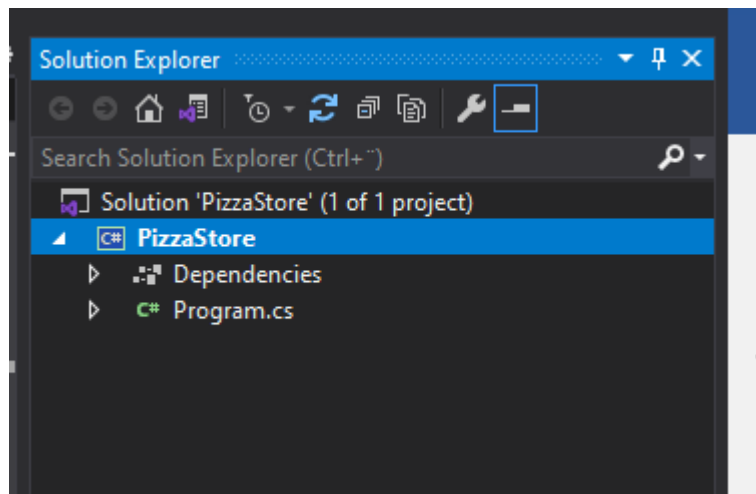 Solution Explorer
Search Solution Explorer (Ctrl+¨)
Solution 'PizzaStore' (1 of 1 project)
C# PizzaStore
Dependencies
C# Program.cs